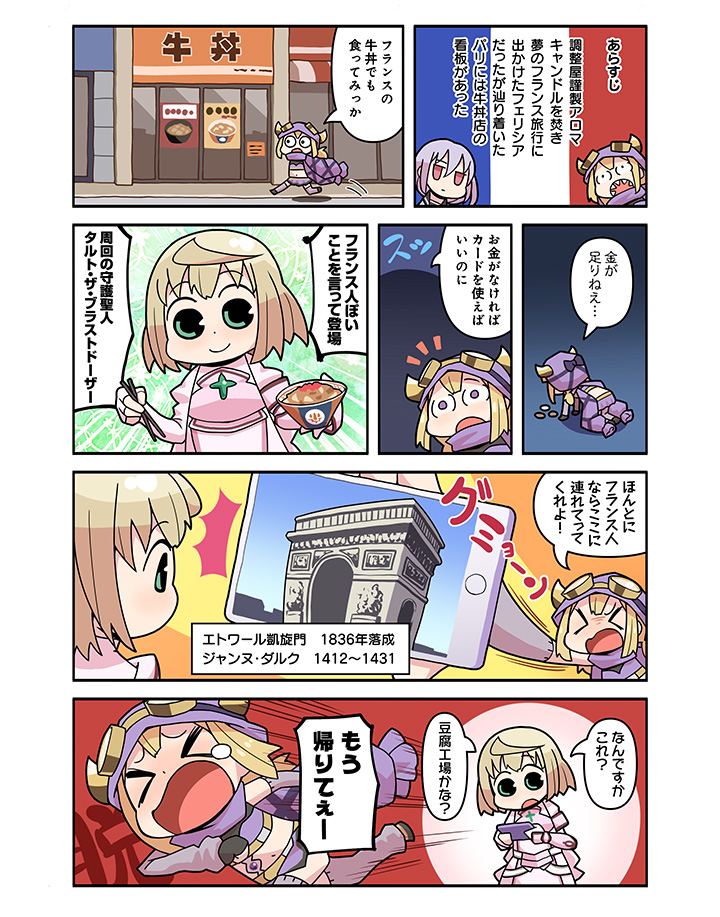 あらすじ
調整屋謹製アロマ
キャンドルを焚き
夢のフランス旅行に
出かけたフェリシア
だったが辿り着いた
パリには牛丼店の
看板があった
牛丼
フランスの
牛丼でも
食ってみっか
金が
足りねぇ…
お金がなければ
カードを使えば
いいのに
ズッ
フランス人ぽい
ことを言って登場
周回の守護聖人
タルト・ザ・ブラストドーザー
ほんとに
フランス人
ならここに
連れてって
くれよ!
グミョーン
エトワール凱旋門 1836年落成
ジャンヌ・ダルク 1412～1431
なんですか
これ?
豆腐工場かな?
もう
帰りてぇー